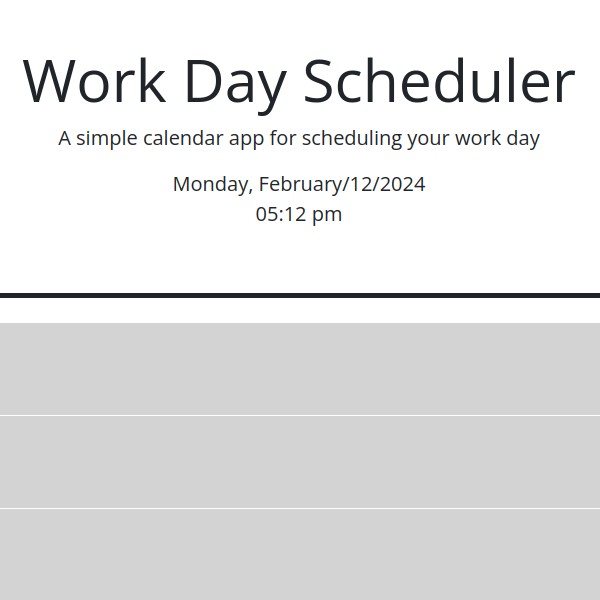 Work Day Scheduler
A simple calendar app for scheduling your work day
Monday, February/12/2024
05:12 pm